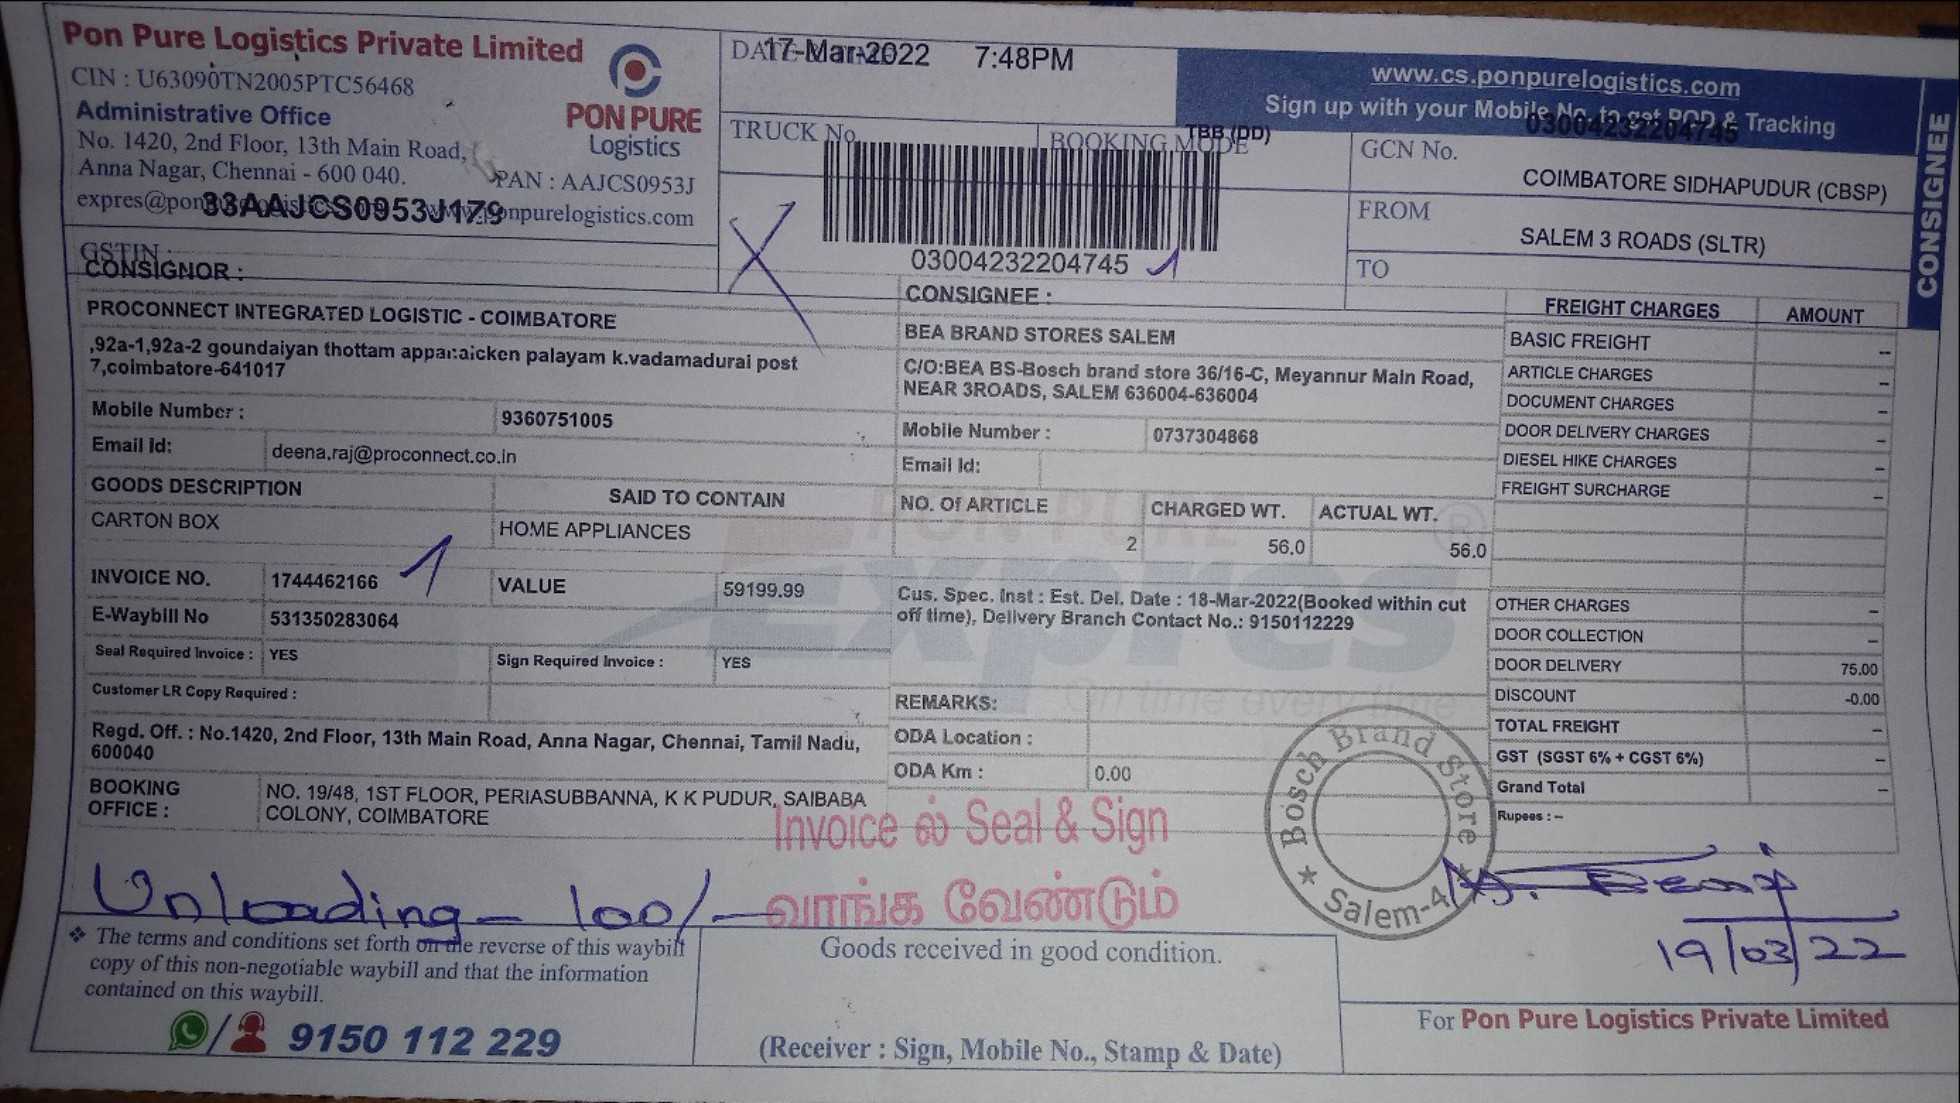 Pon Pure Logistics Private Limited
CIN : U63090TN2005PTC56468
Administrative Office
No. 1420, 2nd Floor, 13th Main Road,
Anna Nagar, Chennai - 600 040.
PAN : AAJCS0953J
33AAJCS0953J1Z9
GSTIN :
PON PURE
Logistics
DATE
17-Mar-2022 7:48PM
www.cs.ponpurelogistics.com
Sign up with your Mobile No. to get POD & Tracking
TRUCK No.
BOOKING MODE
TBB (DD)
03004232204745
GCN No.
03004232204745
COIMBATORE SIDHAPUDUR (CBSP)
FROM
SALEM 3 ROADS (SLTR)
TO
CONSIGNEE
CONSIGNOR :
PROCONNECT INTEGRATED LOGISTIC - COIMBATORE
,92a-1,92a-2 goundaiyan thottam appanaicken palayam k.vadamadurai post
7,coimbatore-641017
Mobile Number : 9360751005
Email Id: deena.raj@proconnect.co.in
CONSIGNEE :
BEA BRAND STORES SALEM
C/O:BEA BS-Bosch brand store 36/16-C, Meyannur Main Road,
NEAR 3ROADS, SALEM 636004-636004
Mobile Number : 0737304868
Email Id:
GOODS DESCRIPTION SAID TO CONTAIN
CARTON BOX HOME APPLIANCES
NO. Of ARTICLE CHARGED WT. ACTUAL WT.
2 56.0 56.0
INVOICE NO. 1744462166 VALUE 59199.99
1
E-Waybill No 531350283064
Seal Required Invoice : YES Sign Required Invoice : YES
Customer LR Copy Required :
Cus. Spec. Inst : Est. Del. Date : 18-Mar-2022(Booked within cut
off time), Delivery Branch Contact No.: 9150112229
PON PURE
Expres
On time every time
REMARKS:
ODA Location :
ODA Km : 0.00
Regd. Off. : No.1420, 2nd Floor, 13th Main Road, Anna Nagar, Chennai, Tamil Nadu,
600040
BOOKING
OFFICE :
NO. 19/48, 1ST FLOOR, PERIASUBBANNA, K K PUDUR, SAIBABA
COLONY, COIMBATORE
FREIGHT CHARGES AMOUNT
BASIC FREIGHT --
ARTICLE CHARGES --
DOCUMENT CHARGES --
DOOR DELIVERY CHARGES --
DIESEL HIKE CHARGES --
FREIGHT SURCHARGE --
OTHER CHARGES --
DOOR COLLECTION --
DOOR DELIVERY 75.00
DISCOUNT -0.00
TOTAL FREIGHT --
GST (SGST 6% + CGST 6%) --
Grand Total --
Rupees : --
Invoice ல் Seal & Sign
வாங்க வேண்டும்
Bosch Brand Store
Salem-4
Unloading - 100/-
19/03/22
❖ The terms and conditions set forth on the reverse of this waybill
copy of this non-negotiable waybill and that the information
contained on this waybill.
9150 112 229
Goods received in good condition.
(Receiver : Sign, Mobile No., Stamp & Date)
For Pon Pure Logistics Private Limited